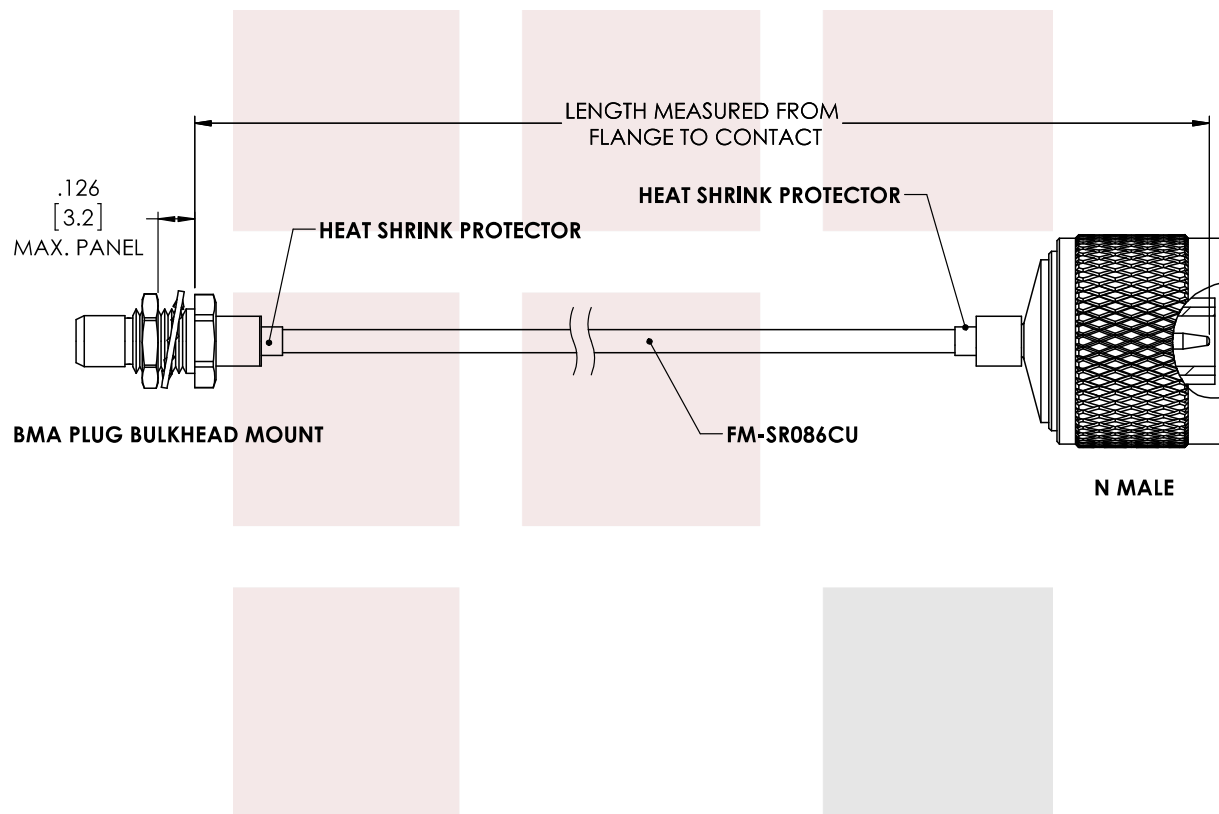 LENGTH MEASURED FROM
FLANGE TO CONTACT
.126
[3.2]
MAX. PANEL
HEAT SHRINK PROTECTOR
HEAT SHRINK PROTECTOR
BMA PLUG BULKHEAD MOUNT
FM-SR086CU
N MALE